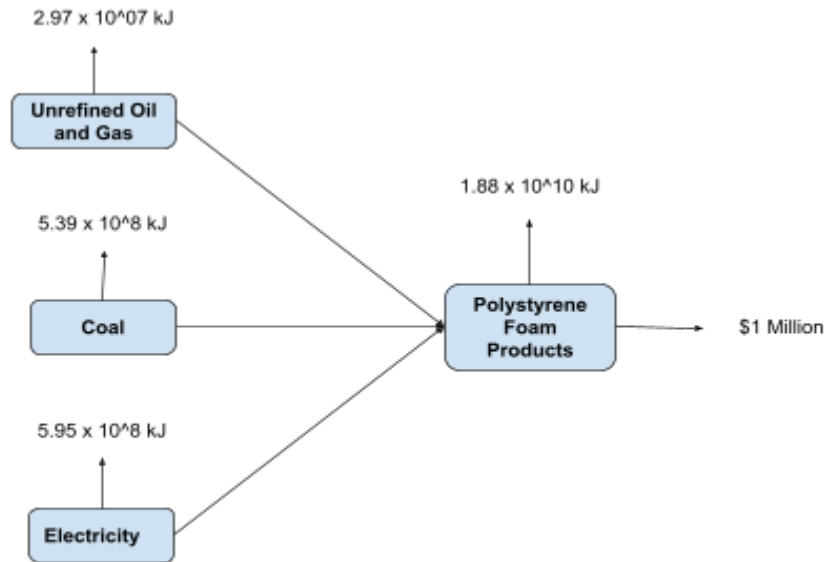 2.97 x 10^07 kJ
Unrefined Oil
and Gas
1.88 x 10^10 kJ
5.39 x 10^8 kJ
Coal
Polystyrene
Foam
Products
$1 Million
5.95 x 10^8 kJ
Electricity